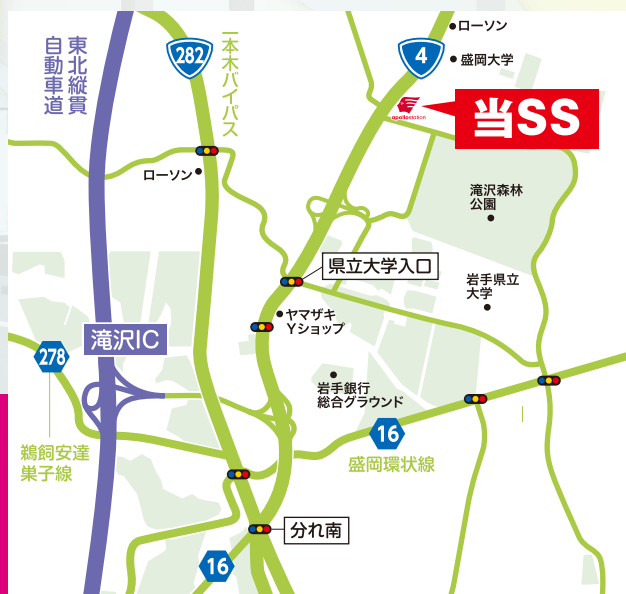 ローソン
盛岡大学
4
282
一本木バイパス
東北縦貫
自動車道
apollostation
当SS
ローソン
滝沢森林
公園
県立大学入口
岩手県立
大学
ヤマザキ
Yショップ
滝沢IC
278
岩手銀行
総合グラウンド
16
盛岡環状線
鵜飼安達
巣子線
分れ南
16